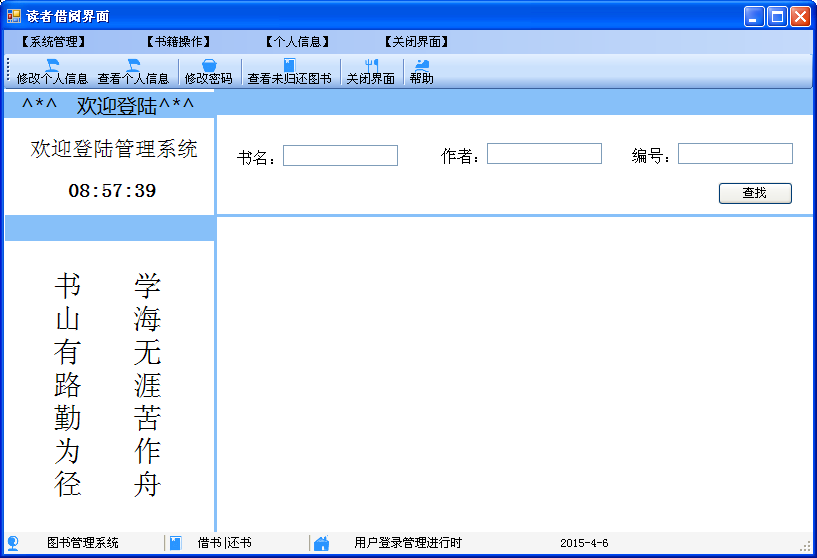 读者借阅界面
【系统管理】 【书籍操作】 【个人信息】 【关闭界面】
修改个人信息 查看个人信息 修改密码 查看未归还图书 关闭界面 帮助
^*^ 欢迎登陆^*^
欢迎登陆管理系统
08:57:39
书名： 作者： 编号：
查找
书山有路勤为径
学海无涯苦作舟
图书管理系统 借书|还书 用户登录管理进行时 2015-4-6